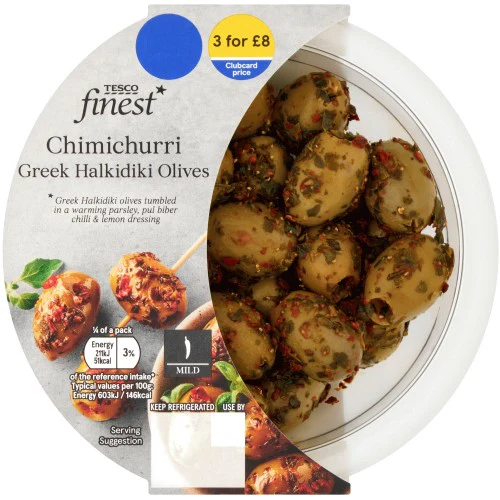 3 for £8
Clubcard
price
TESCO
finest*
Chimichurri
Greek Halkidiki Olives
* Greek Halkidiki olives tumbled
in a warming parsley, pul biber
chilli & lemon dressing
¼ of a pack
Energy
211kJ
51kcal
3%
of the reference intake*
Typical values per 100g:
Energy 603kJ / 146kcal
MILD
KEEP REFRIGERATED
USE BY
Serving
Suggestion